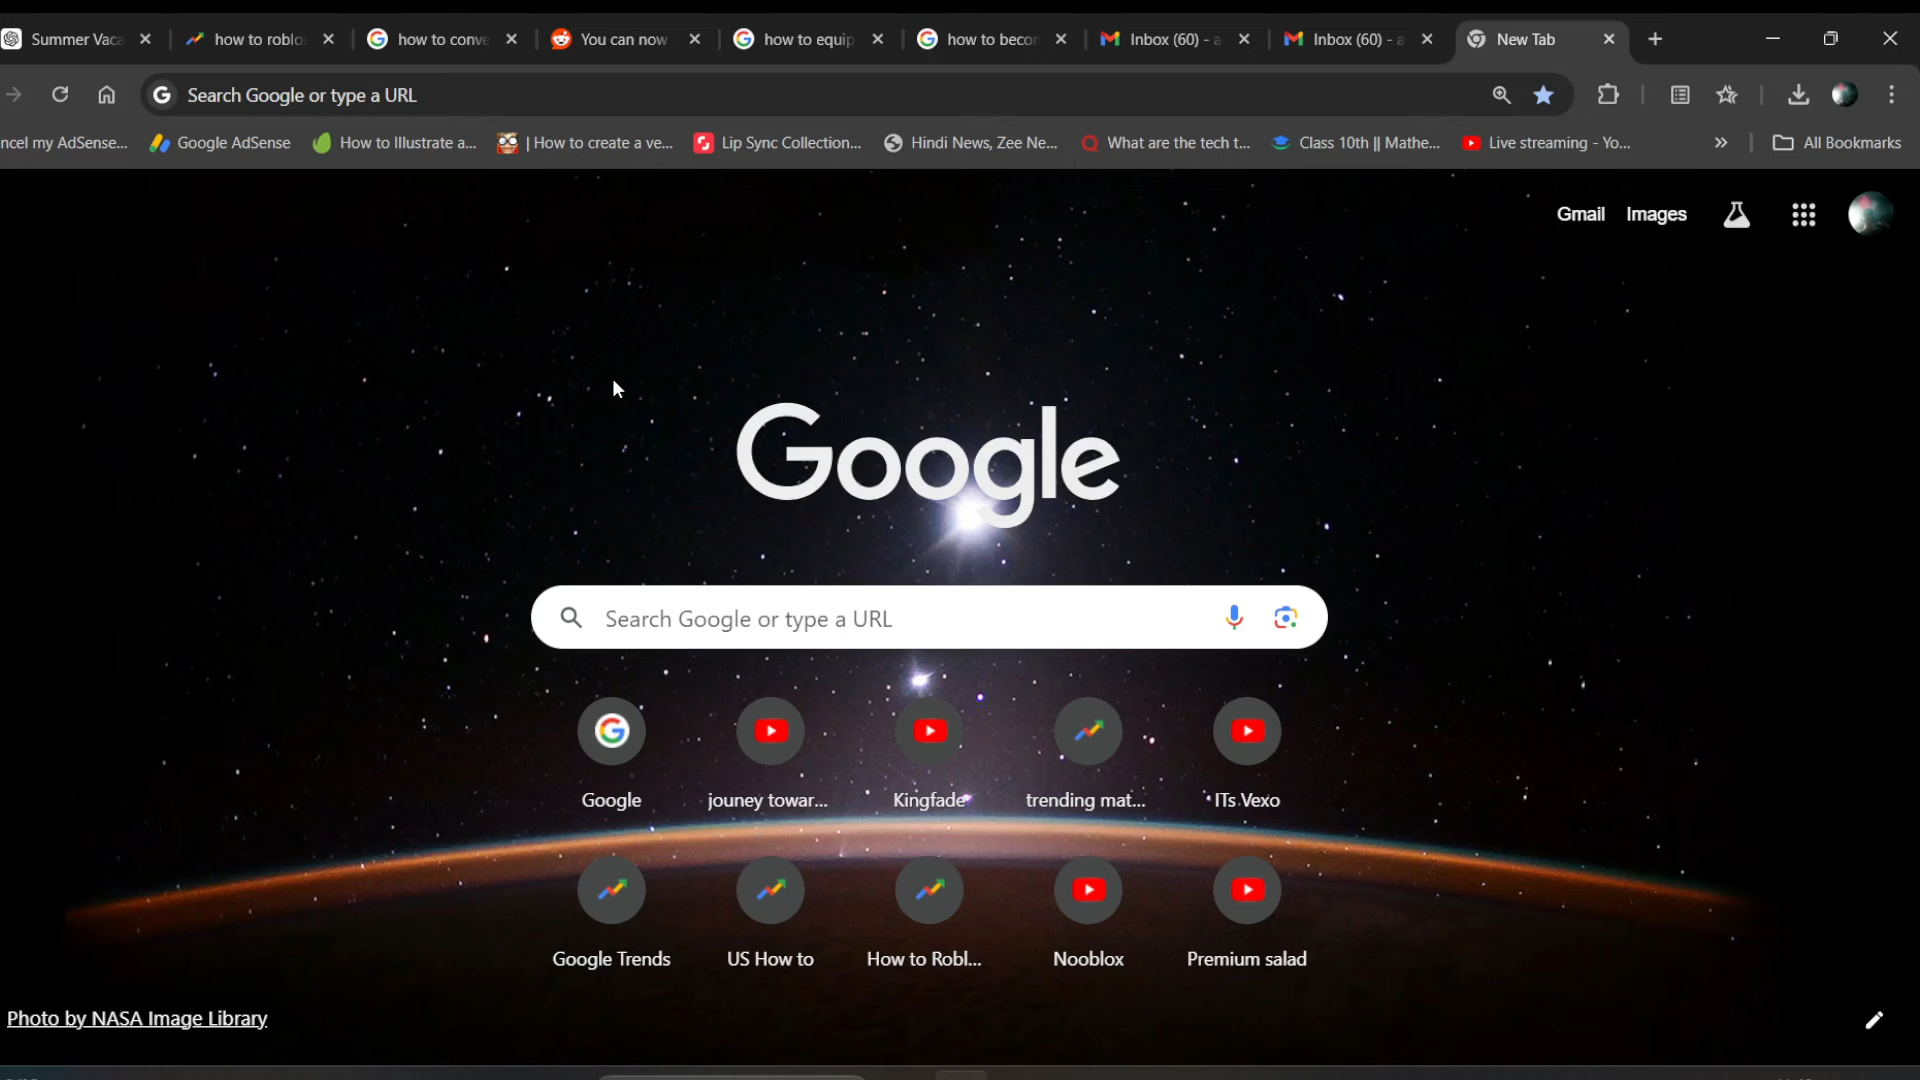 Summer Vaca
how to roblo
how to conve
You can now
how to equip
how to becon
Inbox (60) - a
Inbox (60) - a
New Tab
Search Google or type a URL
ncel my AdSense...
Google AdSense
How to Illustrate a...
| How to create a ve...
Lip Sync Collection...
Hindi News, Zee Ne...
What are the tech t...
Class 10th || Mathe...
Live streaming - Yo...
All Bookmarks
Gmail
Images
Google
Search Google or type a URL
Google
jouney towar...
Kingfade
trending mat...
ITs Vexo
Google Trends
US How to
How to Robl...
Nooblox
Premium salad
Photo by NASA Image Library